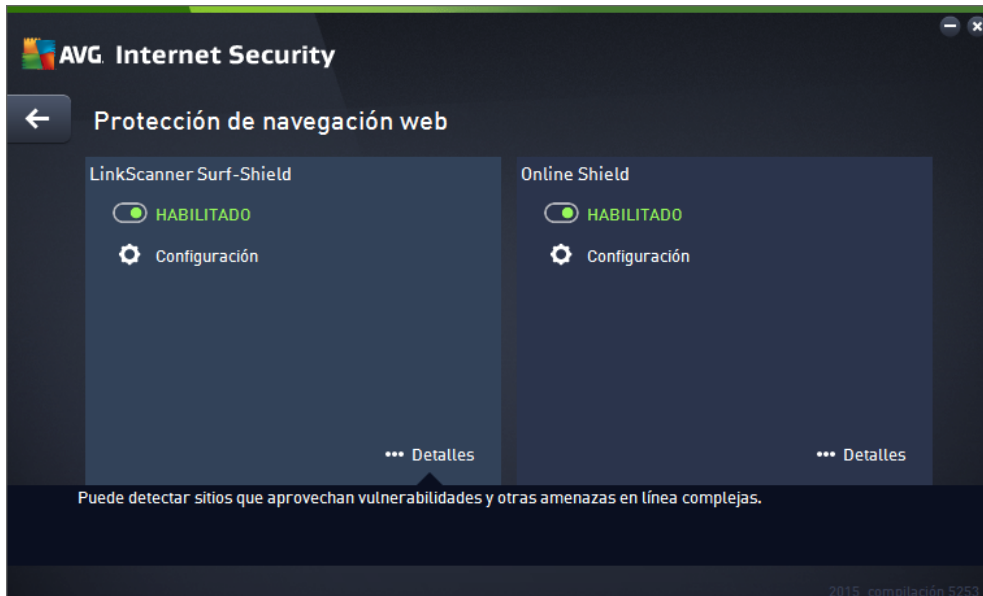 AVG. Internet Security
Protección de navegación web
LinkScanner Surf-Shield
HABILITADO
Configuración
••• Detalles
Online Shield
HABILITADO
Configuración
••• Detalles
Puede detectar sitios que aprovechan vulnerabilidades y otras amenazas en línea complejas.
2015 compilación 5253